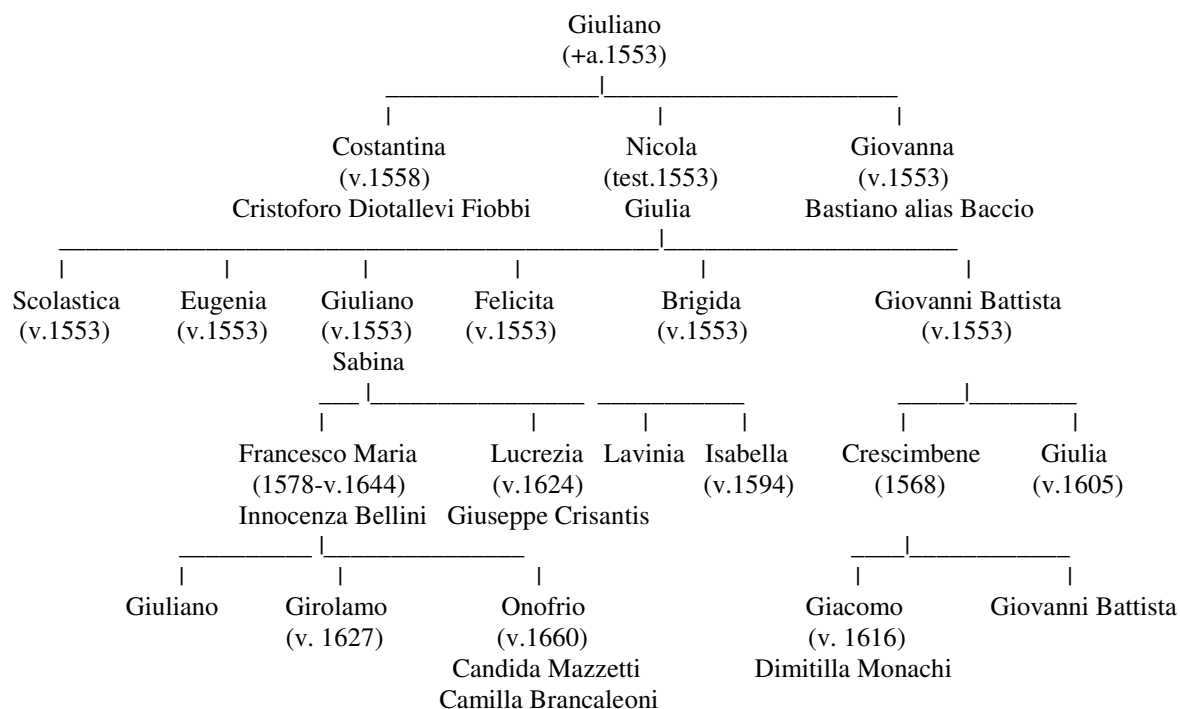 Giuliano
(+a.1553)
Costantina Nicola Giovanna
(v.1558) (test.1553) (v.1553)
Cristoforo Diotallevi Fiobbi Giulia Bastiano alias Baccio
Scolastica Eugenia Giuliano Felicita Brigida Giovanni Battista
(v.1553) (v.1553) (v.1553) (v.1553) (v.1553) (v.1553)
Sabina
Francesco Maria Lucrezia Lavinia Isabella Crescimbene Giulia
(1578-v.1644) (v.1624) (v.1594) (1568) (v.1605)
Innocenza Bellini Giuseppe Crisantis
Giuliano Girolamo Onofrio Giacomo Giovanni Battista
(v. 1627) (v.1660) (v. 1616)
Candida Mazzetti Dimitilla Monachi
Camilla Brancaleoni